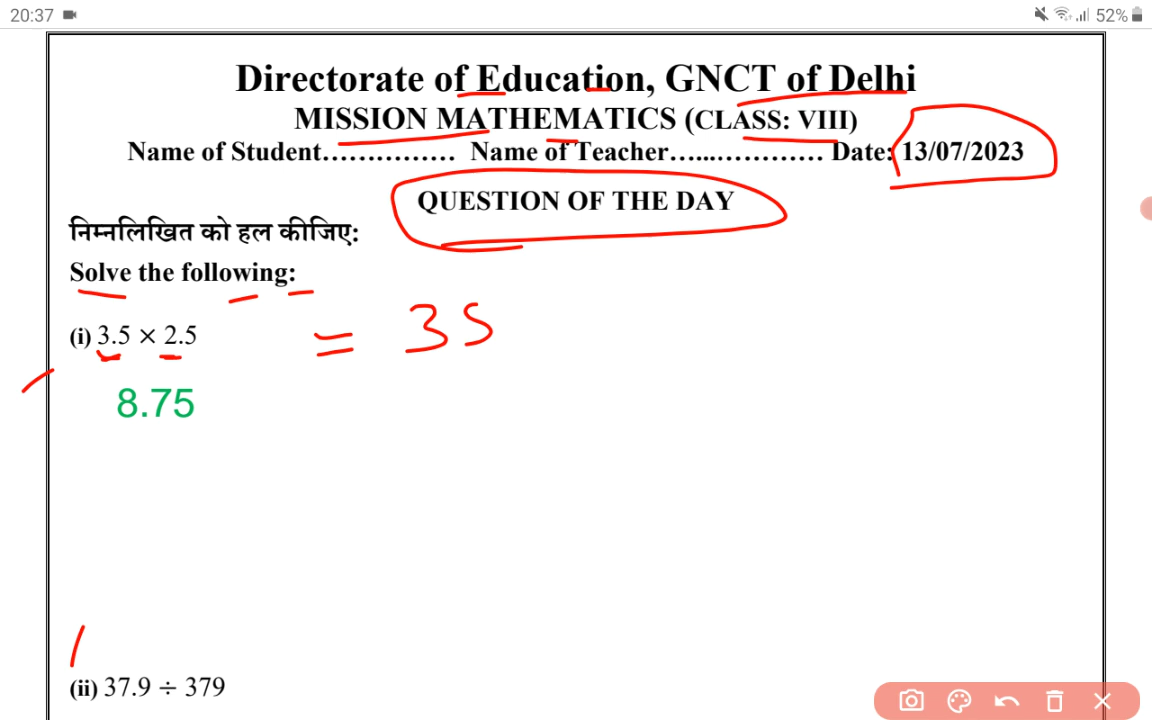 20:37 52%
Directorate of Education, GNCT of Delhi
MISSION MATHEMATICS (CLASS: VIII)
Name of Student…………… Name of Teacher…...………… Date: 13/07/2023
QUESTION OF THE DAY
निम्नलिखित को हल कीजिए:
Solve the following:
(i) 3.5 × 2.5 = 35
8.75
(ii) 37.9 ÷ 379